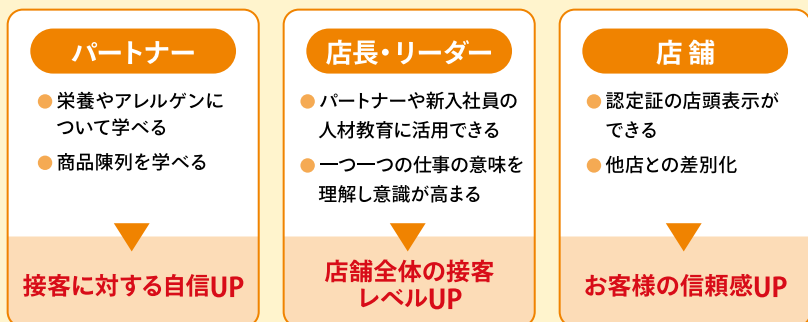 パートナー
● 栄養やアレルゲンに
ついて学べる
● 商品陳列を学べる
接客に対する自信UP
店長・リーダー
● パートナーや新入社員の
人材教育に活用できる
● 一つ一つの仕事の意味を
理解し意識が高まる
店舗全体の接客
レベルUP
店 舗
● 認定証の店頭表示が
できる
● 他店との差別化
お客様の信頼感UP